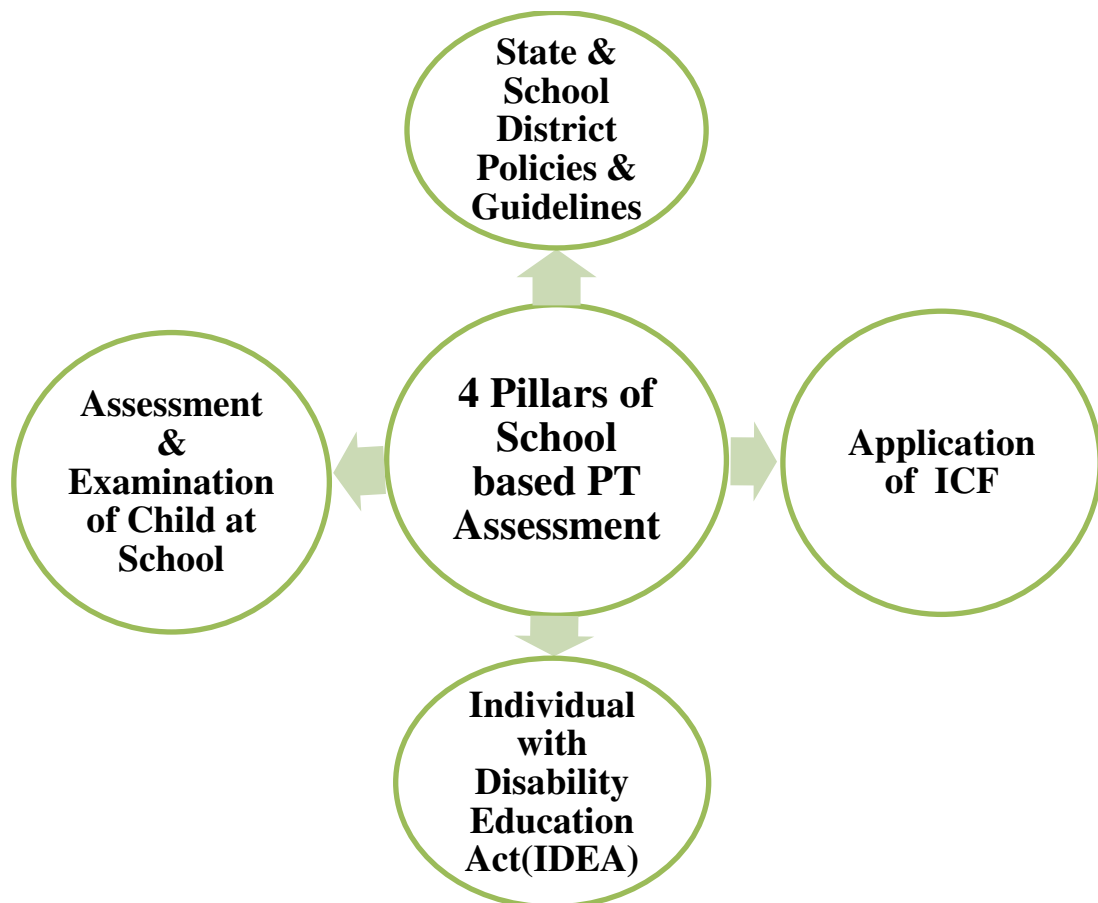 State &
School
District
Policies &
Guidelines
4 Pillars of
School
based PT
Assessment
Assessment
&
Examination
of Child at
School
Application
of ICF
Individual
with
Disability
Education
Act(IDEA)